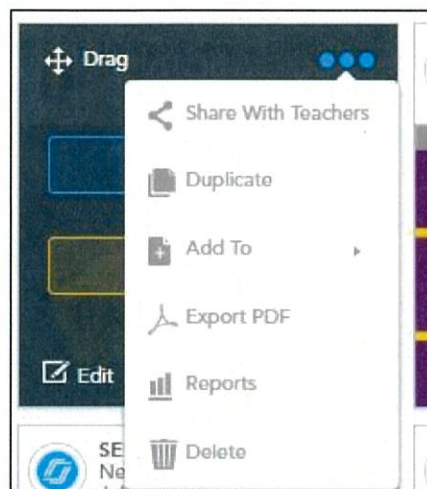 Drag
Share With Teachers
Duplicate
Add To
Export PDF
Reports
Delete
Edit
SE
Ne